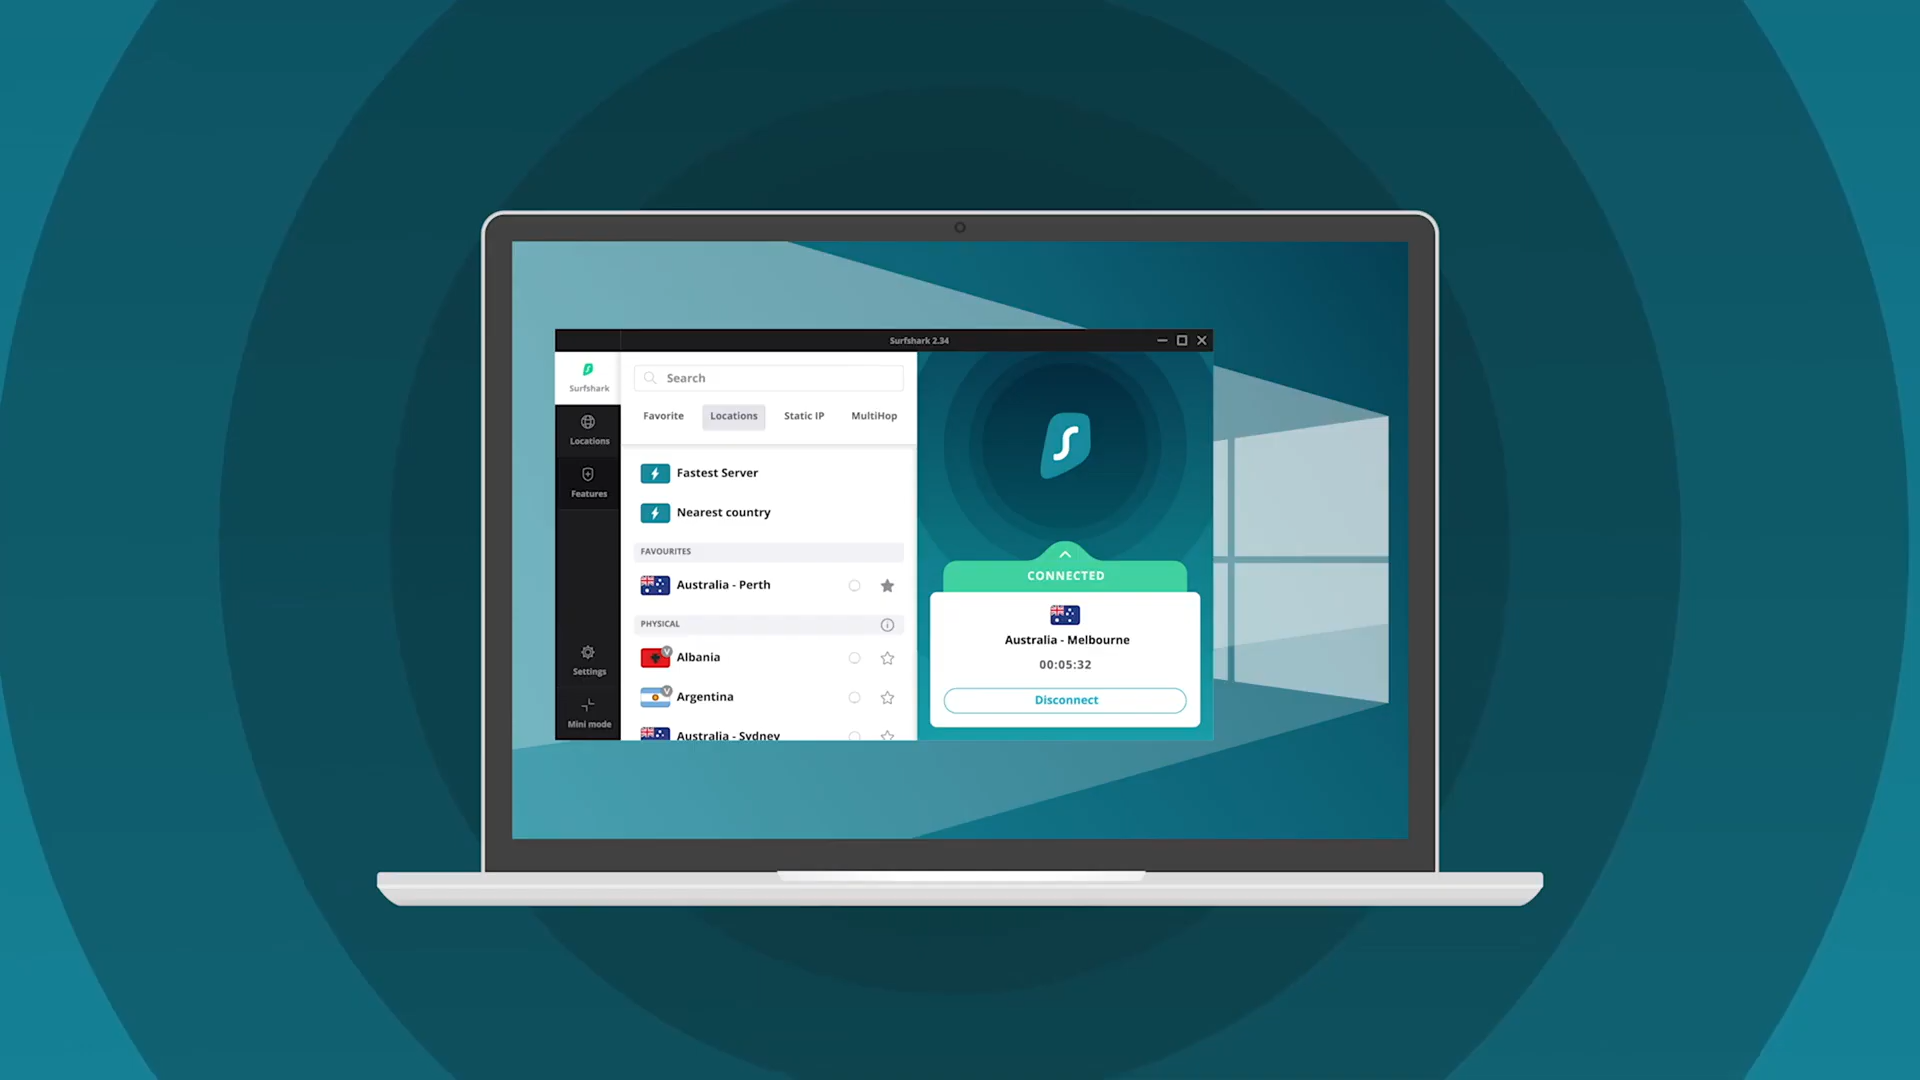 Surfshark 2.34
Surfshark
Locations
Features
Settings
Mini mode
Search
Favorite Locations Static IP MultiHop
Fastest Server
Nearest country
FAVOURITES
Australia - Perth
PHYSICAL
V Albania
V Argentina
Australia - Sydney
CONNECTED
Australia - Melbourne
00:05:32
Disconnect